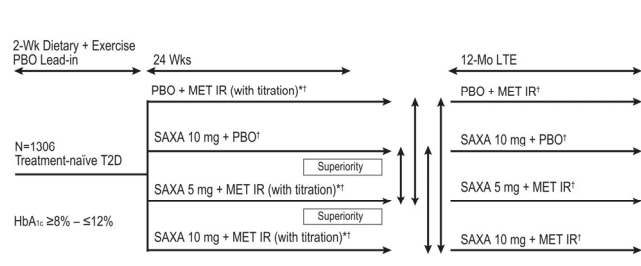 2-Wk Dietary + Exercise
PBO Lead-in
24 Wks
12-Mo LTE
PBO + MET IR (with titration)*†
PBO + MET IR†
N=1306
Treatment-naïve T2D
SAXA 10 mg + PBO†
SAXA 10 mg + PBO†
Superiority
SAXA 5 mg + MET IR (with titration)*†
SAXA 5 mg + MET IR†
HbA1c ≥8% – ≤12%
Superiority
SAXA 10 mg + MET IR (with titration)*†
SAXA 10 mg + MET IR†